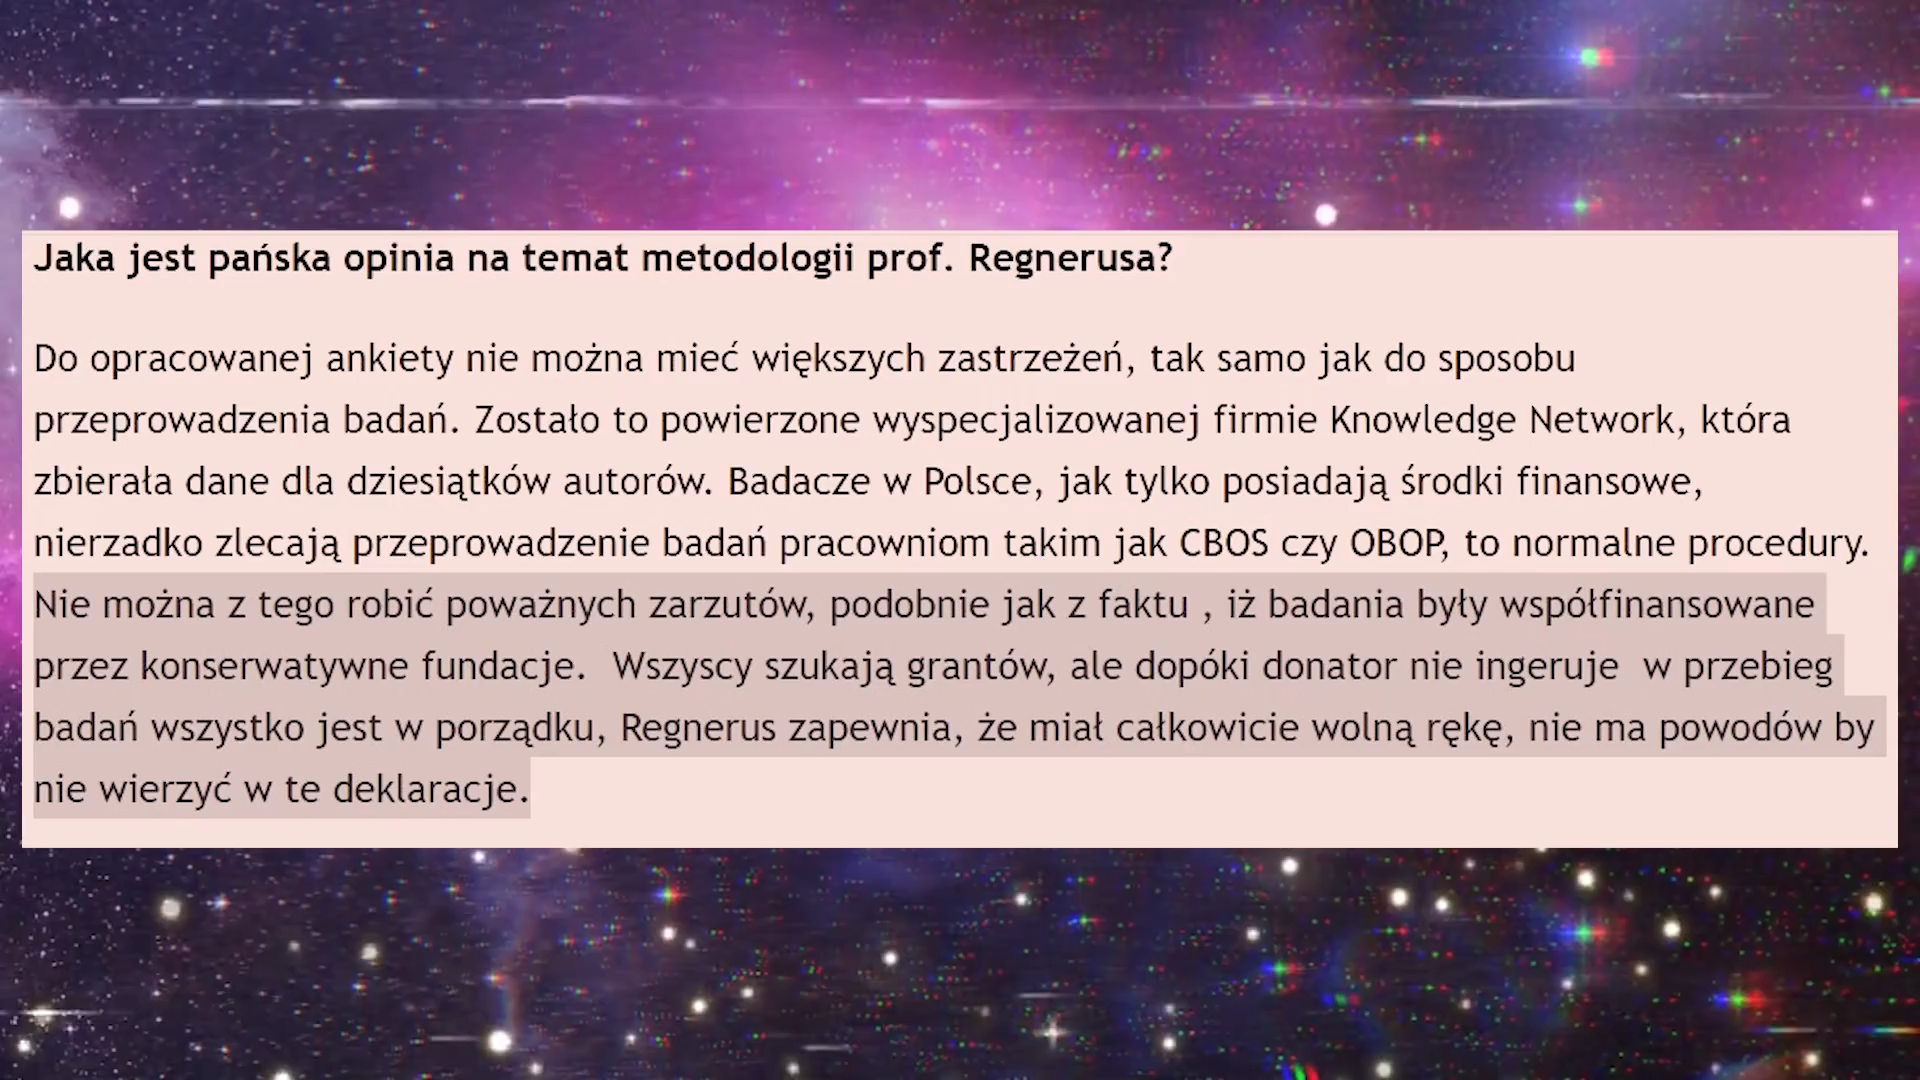 Jaka jest pańska opinia na temat metodologii prof. Regnerusa?
Do opracowanej ankiety nie można mieć większych zastrzeżeń, tak samo jak do sposobu
przeprowadzenia badań. Zostało to powierzone wyspecjalizowanej firmie Knowledge Network, która
zbierała dane dla dziesiątków autorów. Badacze w Polsce, jak tylko posiadają środki finansowe,
nierzadko zlecają przeprowadzenie badań pracowniom takim jak CBOS czy OBOP, to normalne procedury.
Nie można z tego robić poważnych zarzutów, podobnie jak z faktu , iż badania były współfinansowane
przez konserwatywne fundacje.  Wszyscy szukają grantów, ale dopóki donator nie ingeruje  w przebieg
badań wszystko jest w porządku, Regnerus zapewnia, że miał całkowicie wolną rękę, nie ma powodów by
nie wierzyć w te deklaracje.